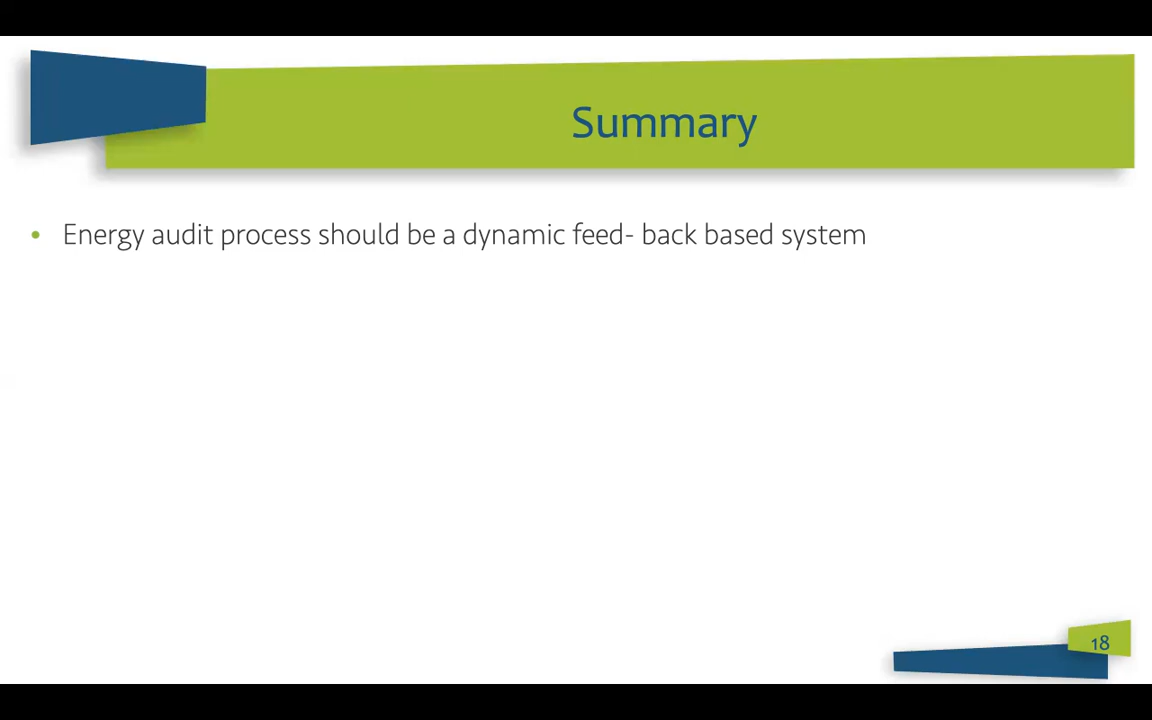 Summary
• Energy audit process should be a dynamic feed- back based system
18